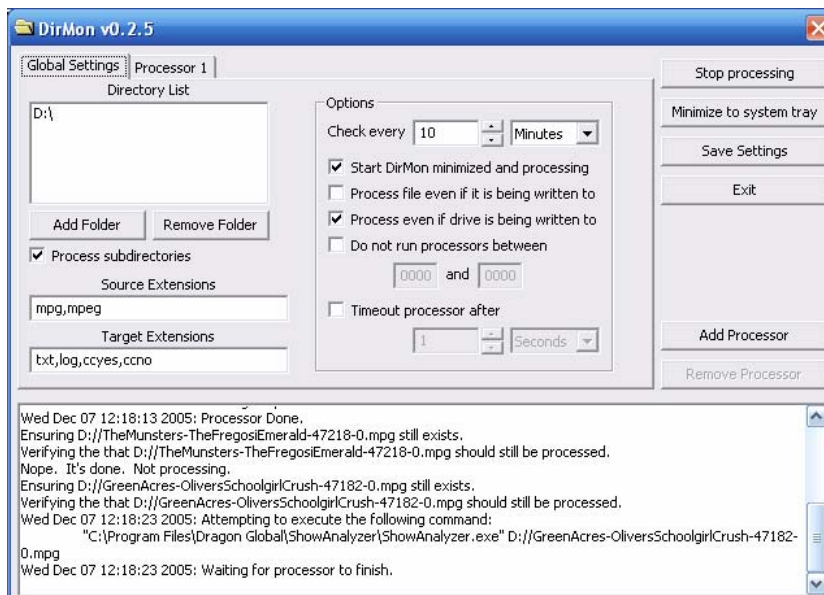 DirMon v0.2.5
Global Settings
Processor 1
Directory List
D:\
Add Folder
Remove Folder
Process subdirectories
Source Extensions
mpg,mpeg
Target Extensions
txt,log,ccyes,ccno
Options
Check every 10 Minutes
Start DirMon minimized and processing
Process file even if it is being written to
Process even if drive is being written to
Do not run processors between
0000 and 0000
Timeout processor after
1 Seconds
Stop processing
Minimize to system tray
Save Settings
Exit
Add Processor
Remove Processor
Wed Dec 07 12:18:13 2005: Processor Done.
Ensuring D://TheMunsters-TheFregosiEmerald-47218-0.mpg still exists.
Verifying the that D://TheMunsters-TheFregosiEmerald-47218-0.mpg should still be processed.
Nope.  It's done.  Not processing.
Ensuring D://GreenAcres-OliversSchoolgirlCrush-47182-0.mpg still exists.
Verifying the that D://GreenAcres-OliversSchoolgirlCrush-47182-0.mpg should still be processed.
Wed Dec 07 12:18:23 2005: Attempting to execute the following command:
"C:\Program Files\Dragon Global\ShowAnalyzer\ShowAnalyzer.exe" D://GreenAcres-OliversSchoolgirlCrush-47182-
0.mpg
Wed Dec 07 12:18:23 2005: Waiting for processor to finish.